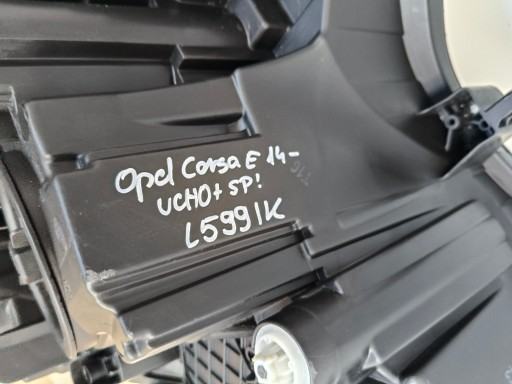 Opel Corsa E 14-
UCHO+SP!
L5991K